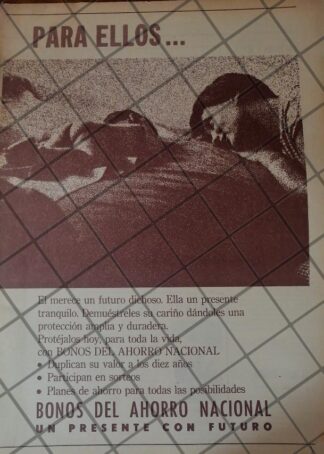 PARA ELLOS...
El merece un futuro dichoso. Ella un presente
tranquilo. Demuéstreles su cariño dándoles una
protección amplia y duradera.
Protéjalos hoy, para toda la vida,
con BONOS DEL AHORRO NACIONAL
• Duplican su valor a los diez años
• Participan en sorteos
• Planes de ahorro para todas las posibilidades
BONOS DEL AHORRO NACIONAL
UN PRESENTE CON FUTURO